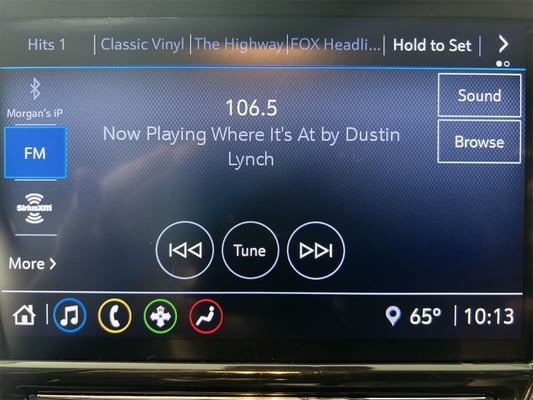 Hits 1 Classic Vinyl The Highway FOX Headli... Hold to Set
Morgan's iP
106.5
Sound
Now Playing Where It's At by Dustin
Lynch
Browse
FM
SiriusXM
Tune
More
65° 10:13